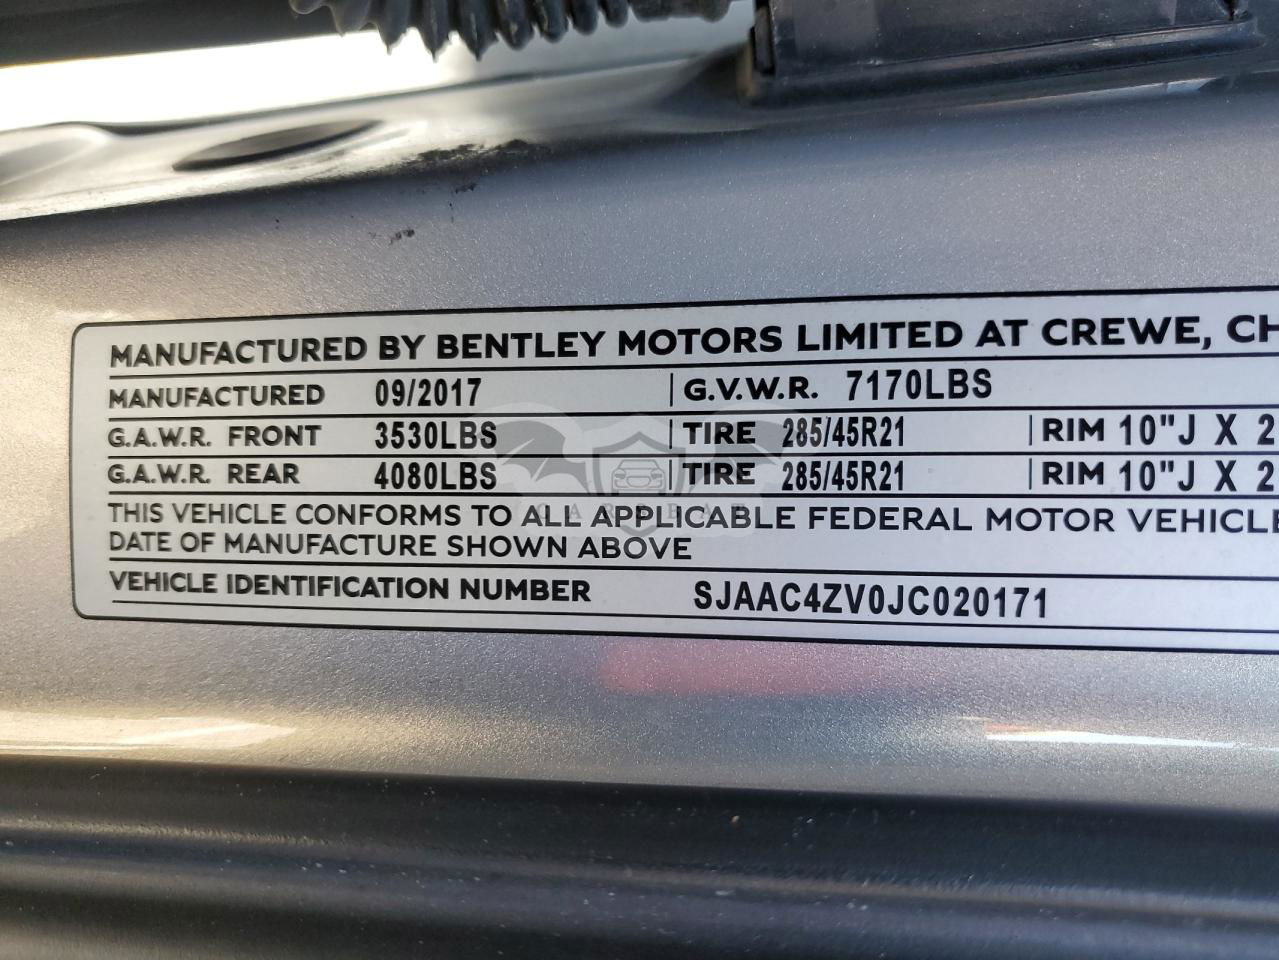 MANUFACTURED BY BENTLEY MOTORS LIMITED AT CREWE, CH
MANUFACTURED 09/2017 G.V.W.R. 7170LBS
G.A.W.R. FRONT 3530LBS TIRE 285/45R21 RIM 10"J X 2
G.A.W.R. REAR 4080LBS TIRE 285/45R21 RIM 10"J X 2
THIS VEHICLE CONFORMS TO ALL APPLICABLE FEDERAL MOTOR VEHICLE
DATE OF MANUFACTURE SHOWN ABOVE
VEHICLE IDENTIFICATION NUMBER SJAAC4ZV0JC020171